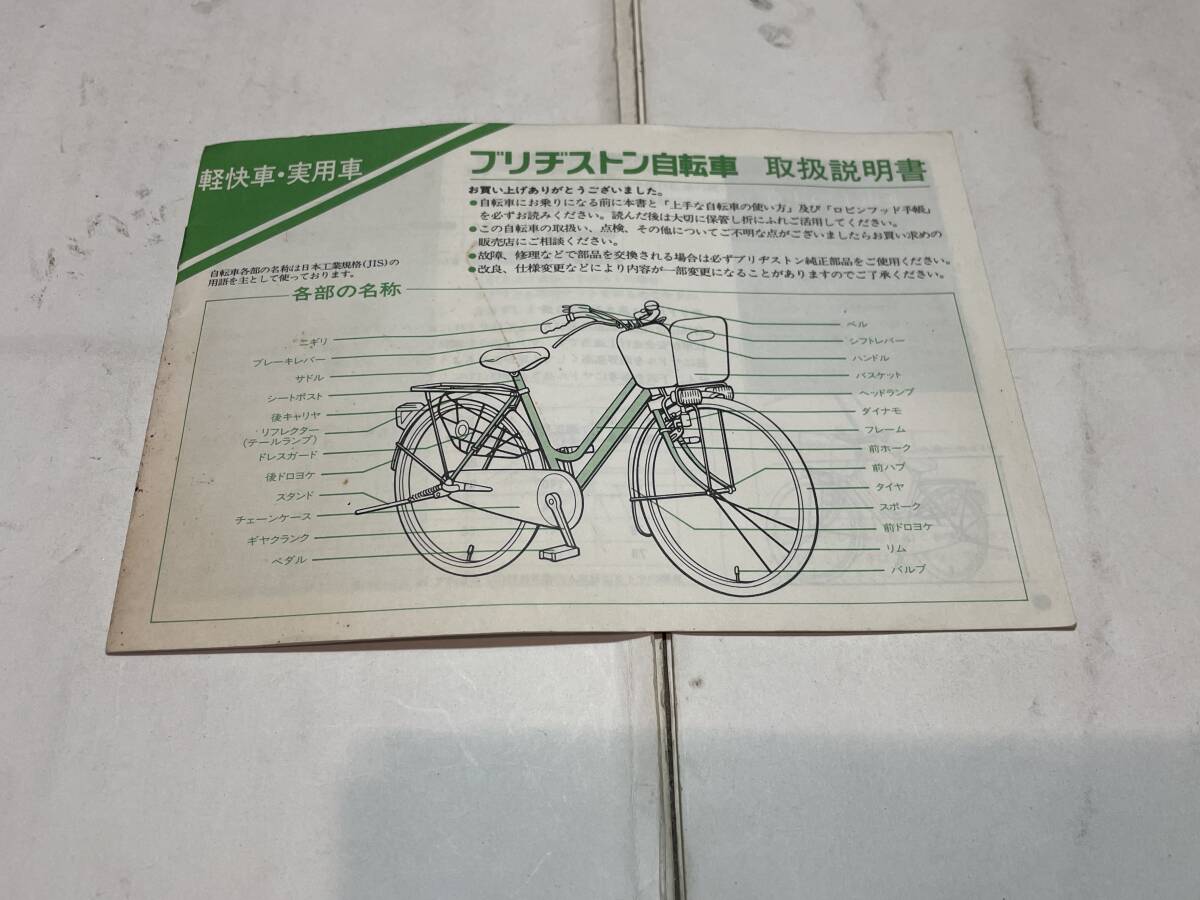 軽快車・実用車
ブリヂストン自転車 取扱説明書
お買い上げありがとうございました。
●自転車にお乗りになる前に本書と「上手な自転車の使い方」及び「ロビンフッド手帳」
を必ずお読みください。読んだ後は大切に保管し折にふれご活用してください。
●この自転車の取扱い、点検、その他についてご不明な点がございましたらお買い求めの
販売店にご相談ください。
●故障、修理などで部品を交換される場合は必ずブリヂストン純正部品をご使用ください。
●改良、仕様変更などにより内容が一部変更になることがありますのでご了承ください。
自転車各部の名称は日本工業規格(JIS)の
用語を主として使っております。
各部の名称
ニギリ
ブレーキレバー
サドル
シートポスト
後キャリヤ
リフレクター
(テールランプ)
ドレスガード
後ドロヨケ
スタンド
チェーンケース
ギヤクランク
ペダル
ベル
シフトレバー
ハンドル
バスケット
ヘッドランプ
ダイナモ
フレーム
前ホーク
前ハブ
タイヤ
スポーク
前ドロヨケ
リム
バルブ